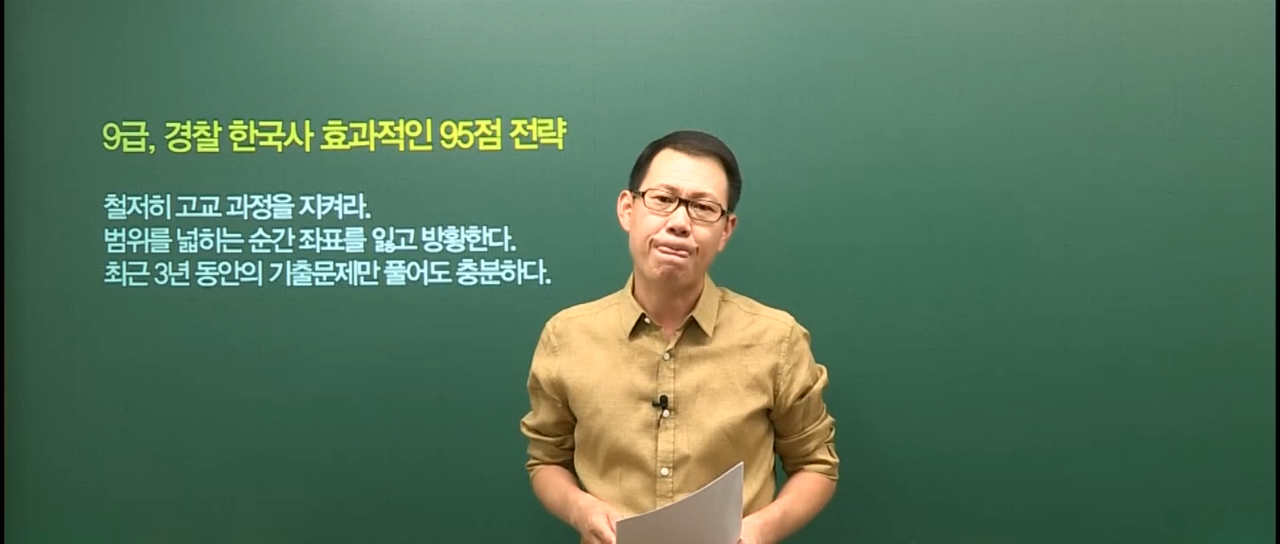 9급, 경찰 한국사 효과적인 95점 전략
철저히 고교 과정을 지켜라.
범위를 넓히는 순간 좌표를 잃고 방황한다.
최근 3년 동안의 기출문제만 풀어도 충분하다.